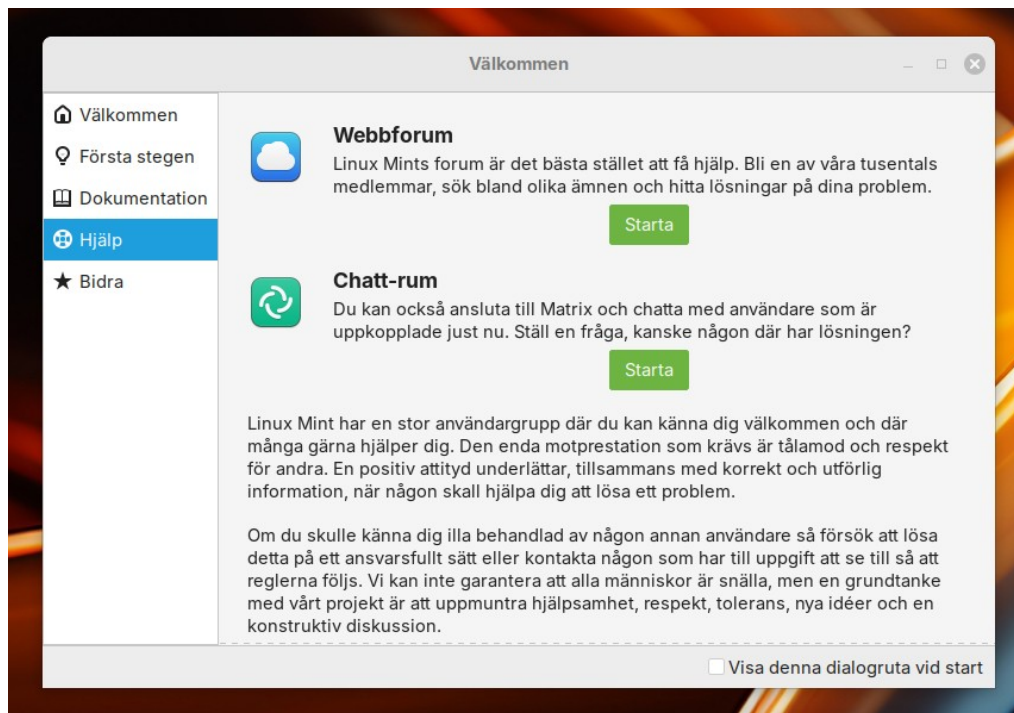 Välkommen
Välkommen
Första stegen
Dokumentation
Hjälp
Bidra
Webbforum
Linux Mints forum är det bästa stället att få hjälp. Bli en av våra tusentals
medlemmar, sök bland olika ämnen och hitta lösningar på dina problem.
Starta
Chatt-rum
Du kan också ansluta till Matrix och chatta med användare som är
uppkopplade just nu. Ställ en fråga, kanske någon där har lösningen?
Starta
Linux Mint har en stor användargrupp där du kan känna dig välkommen och där
många gärna hjälper dig. Den enda motprestation som krävs är tålamod och respekt
för andra. En positiv attityd underlättar, tillsammans med korrekt och utförlig
information, när någon skall hjälpa dig att lösa ett problem.
Om du skulle känna dig illa behandlad av någon annan användare så försök att lösa
detta på ett ansvarsfullt sätt eller kontakta någon som har till uppgift att se till så att
reglerna följs. Vi kan inte garantera att alla människor är snälla, men en grundtanke
med vårt projekt är att uppmuntra hjälpsamhet, respekt, tolerans, nya idéer och en
konstruktiv diskussion.
Visa denna dialogruta vid start